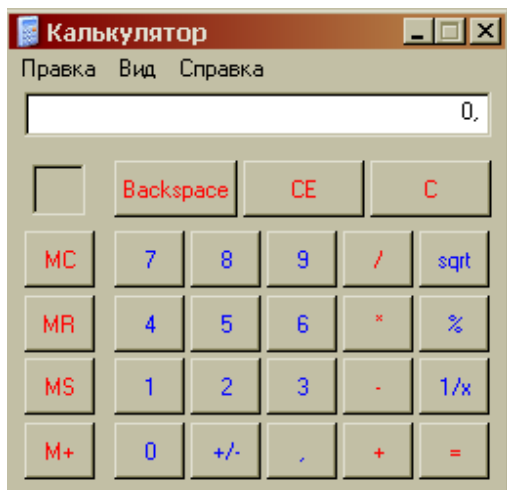 Калькулятор
Правка Вид Справка
0,
Backspace CE C
MC 7 8 9 / sqrt
MR 4 5 6 * %
MS 1 2 3 - 1/x
M+ 0 +/- , + =